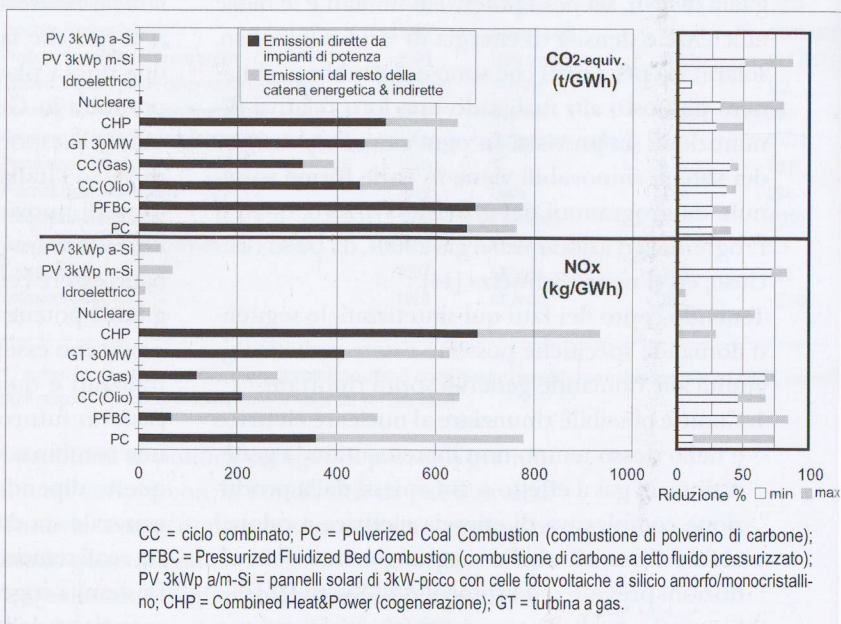 PV 3kWp a-Si
PV 3kWp m-Si
Idroelettrico
Nucleare
CHP
GT 30MW
CC(Gas)
CC(Olio)
PFBC
PC
Emissioni dirette da
impianti di potenza
Emissioni dal resto della
catena energetica & indirette
CO2-equiv.
(t/GWh)
PV 3kWp a-Si
PV 3kWp m-Si
Idroelettrico
Nucleare
CHP
GT 30MW
CC(Gas)
CC(Olio)
PFBC
PC
NOx
(kg/GWh)
0 200 400 600 800 1000
0 50 100
Riduzione % min max
CC = ciclo combinato; PC = Pulverized Coal Combustion (combustione di polverino di carbone);
PFBC = Pressurized Fluidized Bed Combustion (combustione di carbone a letto fluido pressurizzato);
PV 3kWp a/m-Si = pannelli solari di 3kW-picco con celle fotovoltaiche a silicio amorfo/monocristalli-
no; CHP = Combined Heat&Power (cogenerazione); GT = turbina a gas.